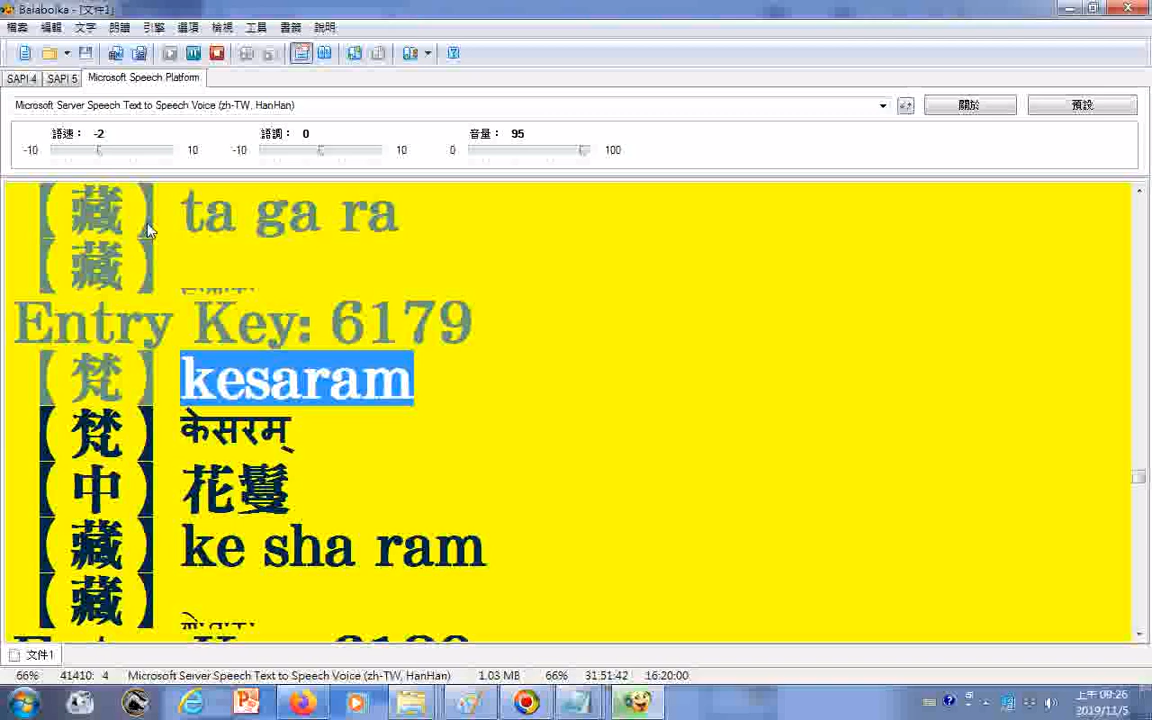 Balabolka - [文件1]
檔案 編輯 文字 朗讀 引擎 選項 檢視 工具 書籤 說明
SAPI 4 SAPI 5 Microsoft Speech Platform
Microsoft Server Speech Text to Speech Voice (zh-TW, HanHan) 關於 預設
語速： -2 語調： 0 音量： 95
-10 10 -10 10 0 100
【藏】 ta ga ra
【藏】
Entry Key: 6179
【梵】 kesaram
【梵】 केसरम्
【中】 花鬘
【藏】 ke sha ram
【藏】
文件1
66% 41410: 4 Microsoft Server Speech Text to Speech Voice (zh-TW, HanHan) 1.03 MB 66% 31:51:42 16:20:00
上午 09:26
2019/11/5